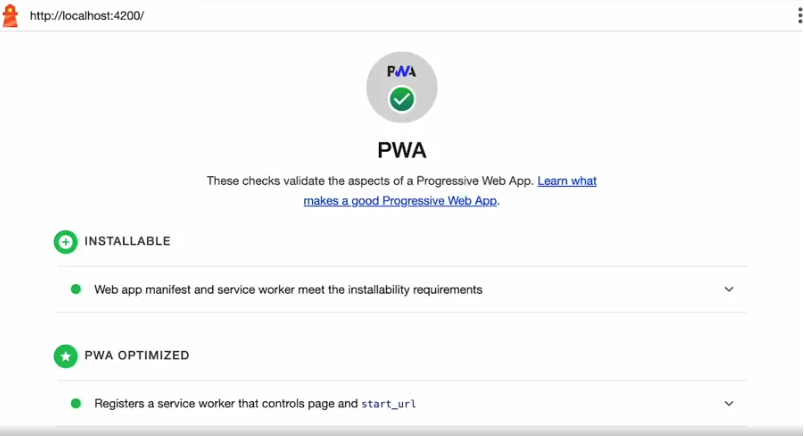 http://localhost:4200/
PWA
PWA
These checks validate the aspects of a Progressive Web App. Learn what
makes a good Progressive Web App.
INSTALLABLE
Web app manifest and service worker meet the installability requirements
PWA OPTIMIZED
Registers a service worker that controls page and start_url